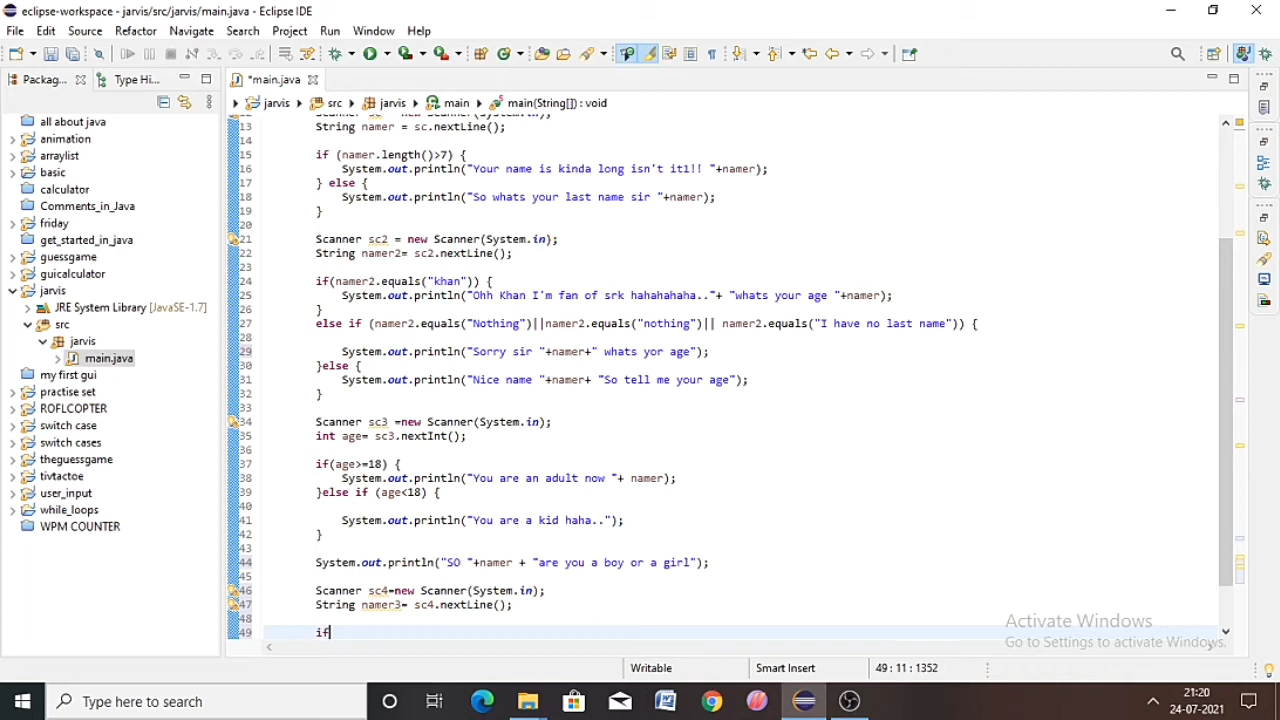 eclipse-workspace - jarvis/src/jarvis/main.java - Eclipse IDE
File Edit Source Refactor Navigate Search Project Run Window Help
Packag... Type Hi... *main.java
jarvis src jarvis main main(String[]) : void
all about java
animation
arraylist
basic
calculator
Comments_in_Java
friday
get_started_in_java
guessgame
guicalculator
jarvis
JRE System Library [JavaSE-1.7]
src
jarvis
main.java
my first gui
practise set
ROFLCOPTER
switch case
switch cases
theguessgame
tivtactoe
user_input
while_loops
WPM COUNTER
12 Scanner sc = new Scanner(System.in);
13 String namer = sc.nextLine();
14
15 if (namer.length()>7) {
16 System.out.println("Your name is kinda long isn't it1!! "+namer);
17 } else {
18 System.out.println("So whats your last name sir "+namer);
19 }
20
21 Scanner sc2 = new Scanner(System.in);
22 String namer2= sc2.nextLine();
23
24 if(namer2.equals("khan")) {
25 System.out.println("Ohh Khan I'm fan of srk hahahahaha.."+ "whats your age "+namer);
26 }
27 else if (namer2.equals("Nothing")||namer2.equals("nothing")|| namer2.equals("I have no last name")) {
28
29 System.out.println("Sorry sir "+namer+" whats yor age");
30 }else {
31 System.out.println("Nice name "+namer+ "So tell me your age");
32 }
33
34 Scanner sc3 =new Scanner(System.in);
35 int age= sc3.nextInt();
36
37 if(age>=18) {
38 System.out.println("You are an adult now "+ namer);
39 }else if (age<18) {
40
41 System.out.println("You are a kid haha..");
42 }
43
44 System.out.println("SO "+namer + "are you a boy or a girl");
45
46 Scanner sc4=new Scanner(System.in);
47 String namer3= sc4.nextLine();
48
49 if
Activate Windows
Go to Settings to activate Windows.
Writable Smart Insert 49 : 11 : 1352
Type here to search
21:20
24-07-2021